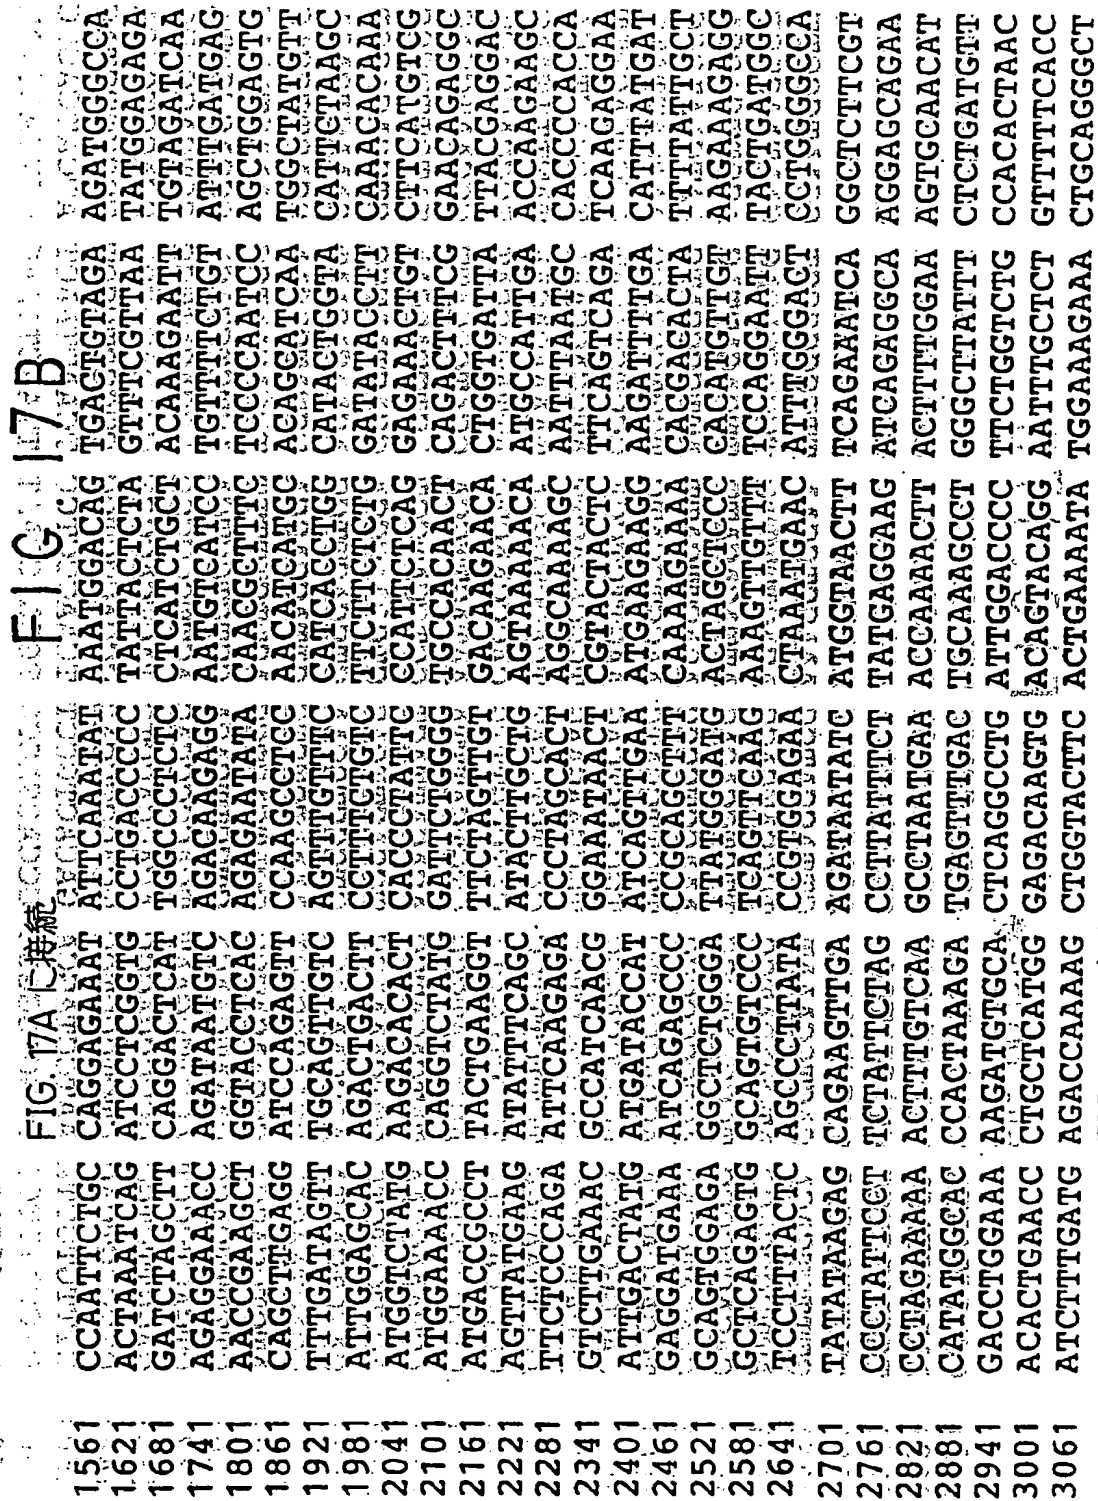 FIG. 17B
FIG. 17A に接続
1561 CCAATTCTGC CAGGAGAAAT ATTCAAATAT AAATGGACAG TGACTGTAGA AGATGGGCCA
1621 ACTAAATCAG ATCCTCGGTG CCTGACCCGC TATTACTCTA GTTTCGTTAA TATGGAGAGA
1681 GATCTAGCTT CAGGACTCAT TGGCCCTCTC CTCATCTGCT ACAAAGAATT TGTAGATCAA
1741 AGAGGAAACC AGATAATGTC AGACAAGAGG AATGTCATCC TGTTTTCTGT ATTTGATGAG
1801 AACCGAAGCT GGTACCTCAC AGAGAATATA CAACGCTTTC TCCCCAATCC AGCTGGAGTG
1861 CAGCTTGAGG ATCCAGAGTT CCAAGCCTCC AACATCATGC ACAGCATCAA TGGCTATGTT
1921 TTTGATAGTT TGCAGTTGTC AGTTTGTTTC CATCACCTGG CATACTGGTA CATTCTAAGC
1981 ATTGGAGCAC AGACTGACTT CCTTTCTGTC TTCTTCTCTG GATATACCTT CAAACACAAA
2041 ATGGTCTATG AAGACACACT CACCCTATTC CCATTCTCAG GAGAAACTGT CTTCATGTCG
2101 ATGGAAAACC CAGGTCTATG GATTCTGGGG TGCCACAACT CAGACTTTCG GAACAGAGGC
2161 ATGACCGCCT TACTGAAGGT TTCTAGTTGT GACAAGAACA CTGGTGATTA TTACGAGGAC
2221 AGTTATGAAG ATATTTCAGC ATACTTGCTG AGTAAAAACA ATGCCATTGA ACCAAGAAGC
2281 TTCTCCCAGA ATTCAAGAGA CCCTAGCACT AGGCAAAAGC AATTTAATGC CACCCCACCA
2341 GTCTTGAAAC GCCATCAACG GGAAATAACT CGTACTACTC TTCAGTCAGA TCAAGAGGAA
2401 ATTGACTATG ATGATACCAT ATCAGTTGAA ATGAAGAAGG AAGATTTTGA CATTTATGAT
2461 GAGGATGAAA ATCAGAGCCC CCGCAGCTTT CAAAAGAAAA CACGACACTA TTTTATTGCT
2521 GCAGTGGAGA GGCTCTGGGA TTATGGGATG ACTAGCTCCC CACATGTTGT AAGAAAGAGG
2581 GCTCAGAGTG GCAGTGTCCC TCAGTTCAAG AAAGTTGTTT TCCAGGAATT TACTGATGGC
2641 TCCTTTACTC AGCCCTTATA CCGTGGAGAA CTAAATGAAC ATTTGGGACT CCTGGGGCCA
2701 TATATAAGAG CAGAAGTTGA AGATAATATC ATGGTAACTT TCAGAAATCA GGCTCTTCGT
2761 CCCTATTCCT TCTATTCTAG CCTTATTTCT TATGAGGAAG ATCAGAGGCA AGGAGCAGAA
2821 CCTAGAAAAA ACTTTGTCAA GCCTAATGAA ACCAAAACTT ACTTTTGGAA AGTGCAACAT
2881 CATATGGCAC CCACTAAAGA TGAGTTTGAC TGCAAAGCCT GGGCTTATTT CTCTGATGTT
2941 GACCTGGAAA AAGATGTGCA CTCAGGCCTG ATTGGACCCC TTCTGGTCTG CCACACTAAC
3001 ACACTGAACC CTGCTCATGG GAGACAAGTG ACAGTACAGG AATTTGCTCT GTTTTTCACC
3061 ATCTTTGATG AGACCAAAAG CTGGTACTTC ACTGAAAATA TGGAAAGAAA CTGCAGGGCT